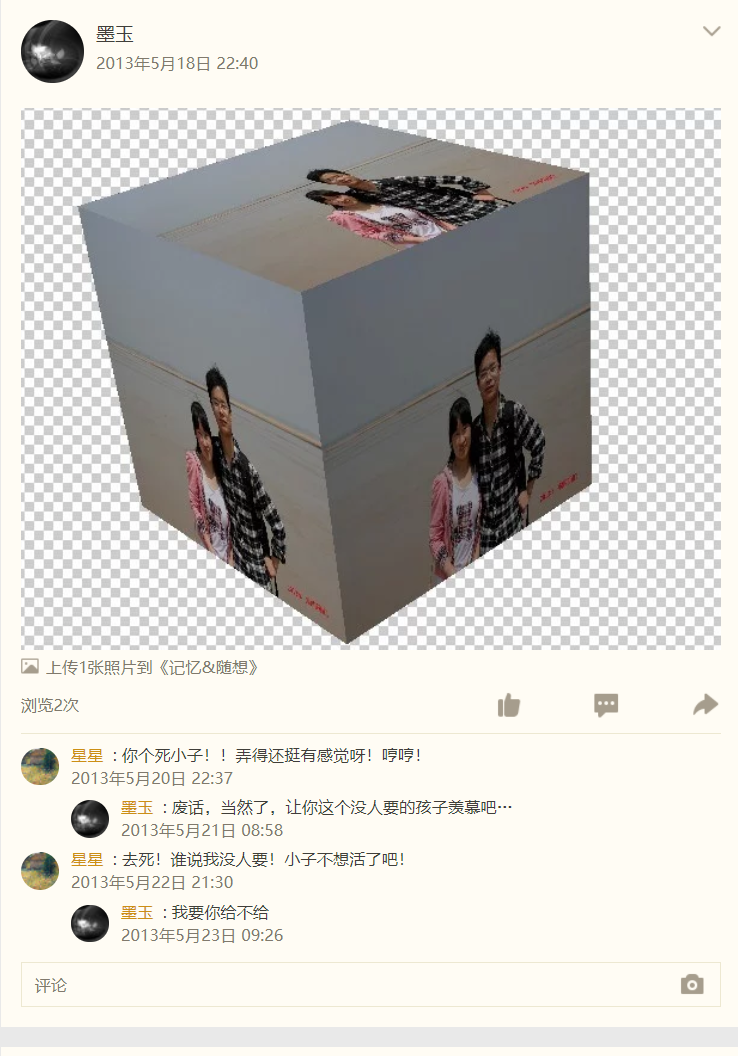 墨玉
2013年5月18日 22:40
上传1张照片到《记忆&随想》
浏览2次
星星 ：你个死小子！！弄得还挺有感觉呀！哼哼！
2013年5月20日 22:37
墨玉 ：废话，当然了，让你这个没人要的孩子羡慕吧…
2013年5月21日 08:58
星星 ：去死！谁说我没人要！小子不想活了吧！
2013年5月22日 21:30
墨玉 ：我要你给不给
2013年5月23日 09:26
评论